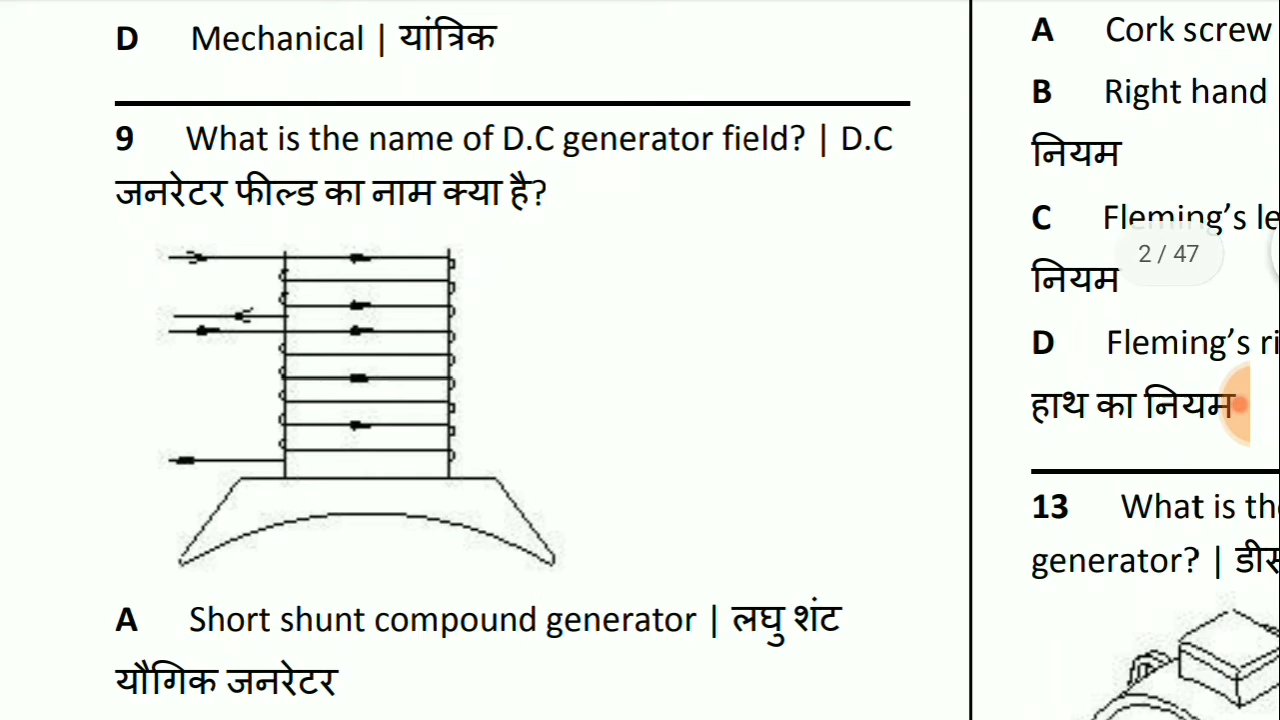 D Mechanical | यांत्रिक
9 What is the name of D.C generator field? | D.C
जनरेटर फील्ड का नाम क्या है?
A Short shunt compound generator | लघु शंट
यौगिक जनरेटर
A Cork screw
B Right hand
नियम
C Fleming’s le
2 / 47
नियम
D Fleming’s ri
हाथ का नियम
13 What is th
generator? |